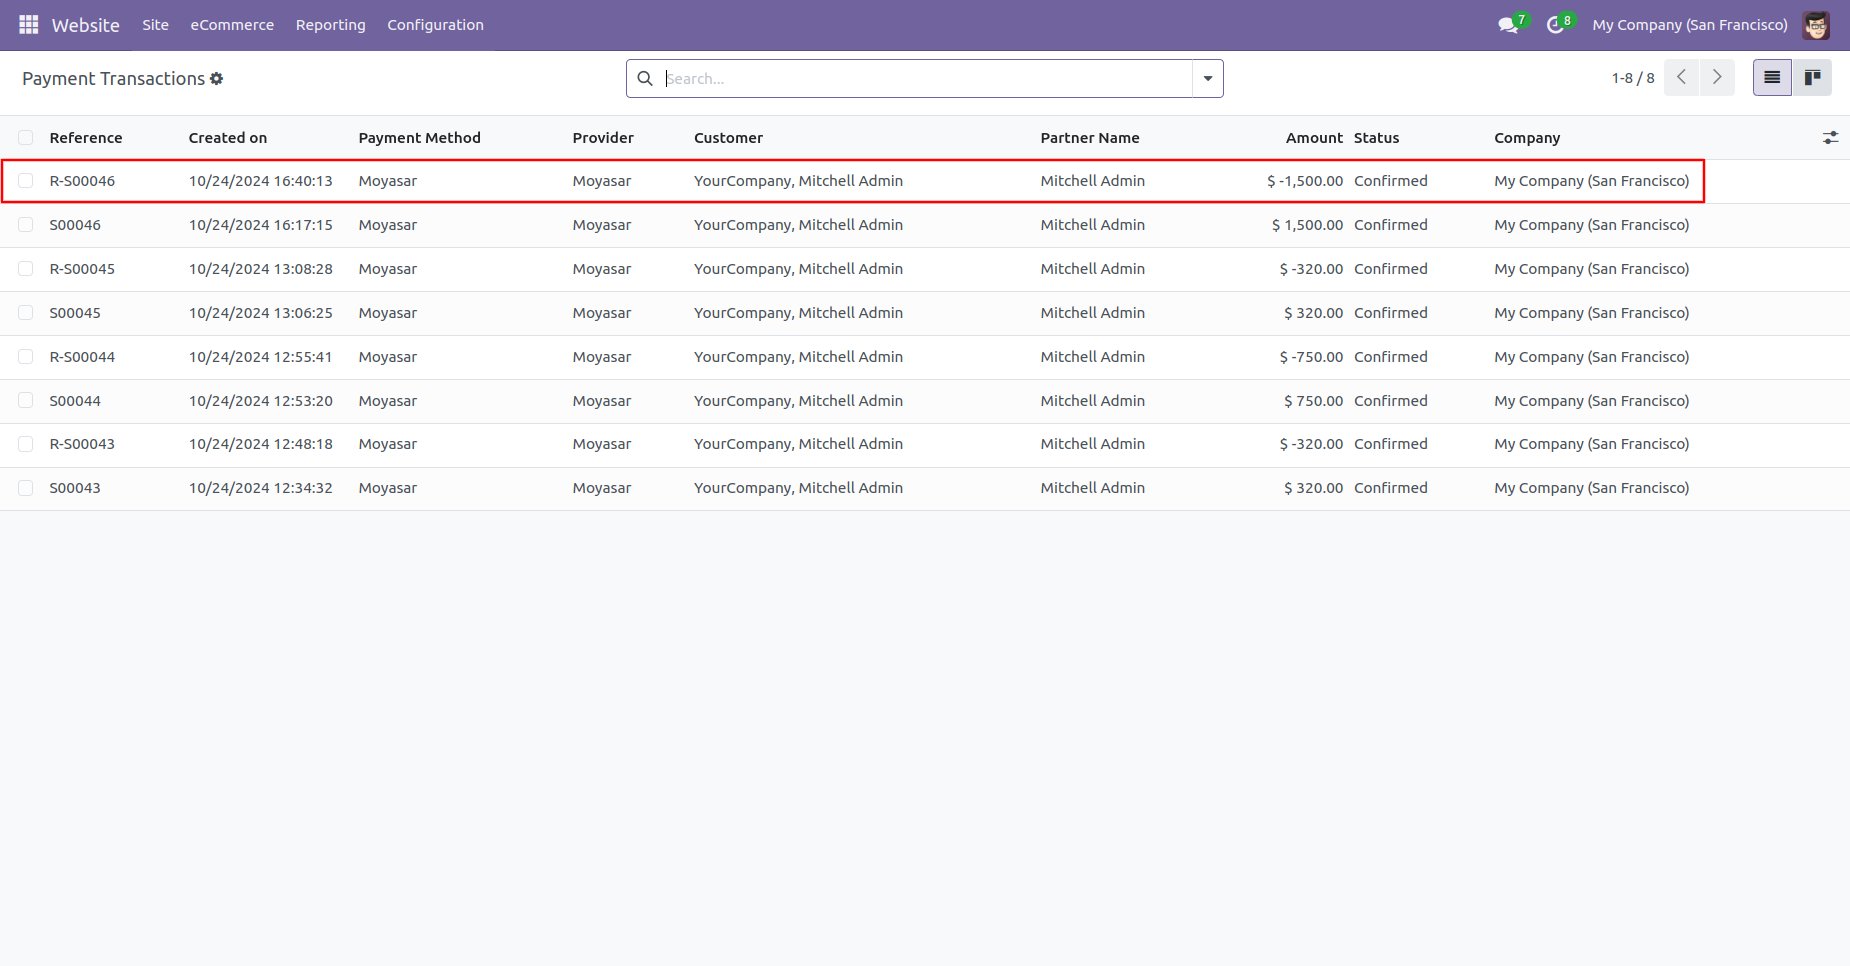 Website Site eCommerce Reporting Configuration 7 8 My Company (San Francisco)
Payment Transactions Search... 1-8 / 8
Reference Created on Payment Method Provider Customer Partner Name Amount Status Company
R-S00046 10/24/2024 16:40:13 Moyasar Moyasar YourCompany, Mitchell Admin Mitchell Admin $ -1,500.00 Confirmed My Company (San Francisco)
S00046 10/24/2024 16:17:15 Moyasar Moyasar YourCompany, Mitchell Admin Mitchell Admin $ 1,500.00 Confirmed My Company (San Francisco)
R-S00045 10/24/2024 13:08:28 Moyasar Moyasar YourCompany, Mitchell Admin Mitchell Admin $ -320.00 Confirmed My Company (San Francisco)
S00045 10/24/2024 13:06:25 Moyasar Moyasar YourCompany, Mitchell Admin Mitchell Admin $ 320.00 Confirmed My Company (San Francisco)
R-S00044 10/24/2024 12:55:41 Moyasar Moyasar YourCompany, Mitchell Admin Mitchell Admin $ -750.00 Confirmed My Company (San Francisco)
S00044 10/24/2024 12:53:20 Moyasar Moyasar YourCompany, Mitchell Admin Mitchell Admin $ 750.00 Confirmed My Company (San Francisco)
R-S00043 10/24/2024 12:48:18 Moyasar Moyasar YourCompany, Mitchell Admin Mitchell Admin $ -320.00 Confirmed My Company (San Francisco)
S00043 10/24/2024 12:34:32 Moyasar Moyasar YourCompany, Mitchell Admin Mitchell Admin $ 320.00 Confirmed My Company (San Francisco)